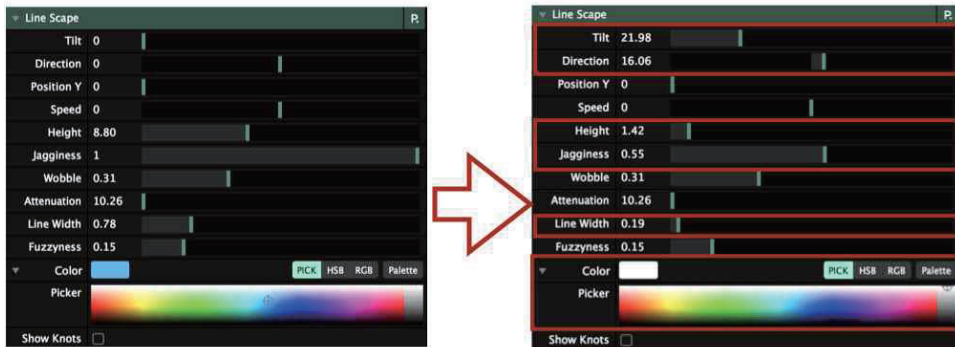 Line Scape P.
Tilt 0
Direction 0
Position Y 0
Speed 0
Height 8.80
Jagginess 1
Wobble 0.31
Attenuation 10.26
Line Width 0.78
Fuzzyness 0.15
Color PICK HSB RGB Palette
Picker
Show Knots
Line Scape P.
Tilt 21.98
Direction 16.06
Position Y 0
Speed 0
Height 1.42
Jagginess 0.55
Wobble 0.31
Attenuation 10.26
Line Width 0.19
Fuzzyness 0.15
Color PICK HSB RGB Palette
Picker
Show Knots